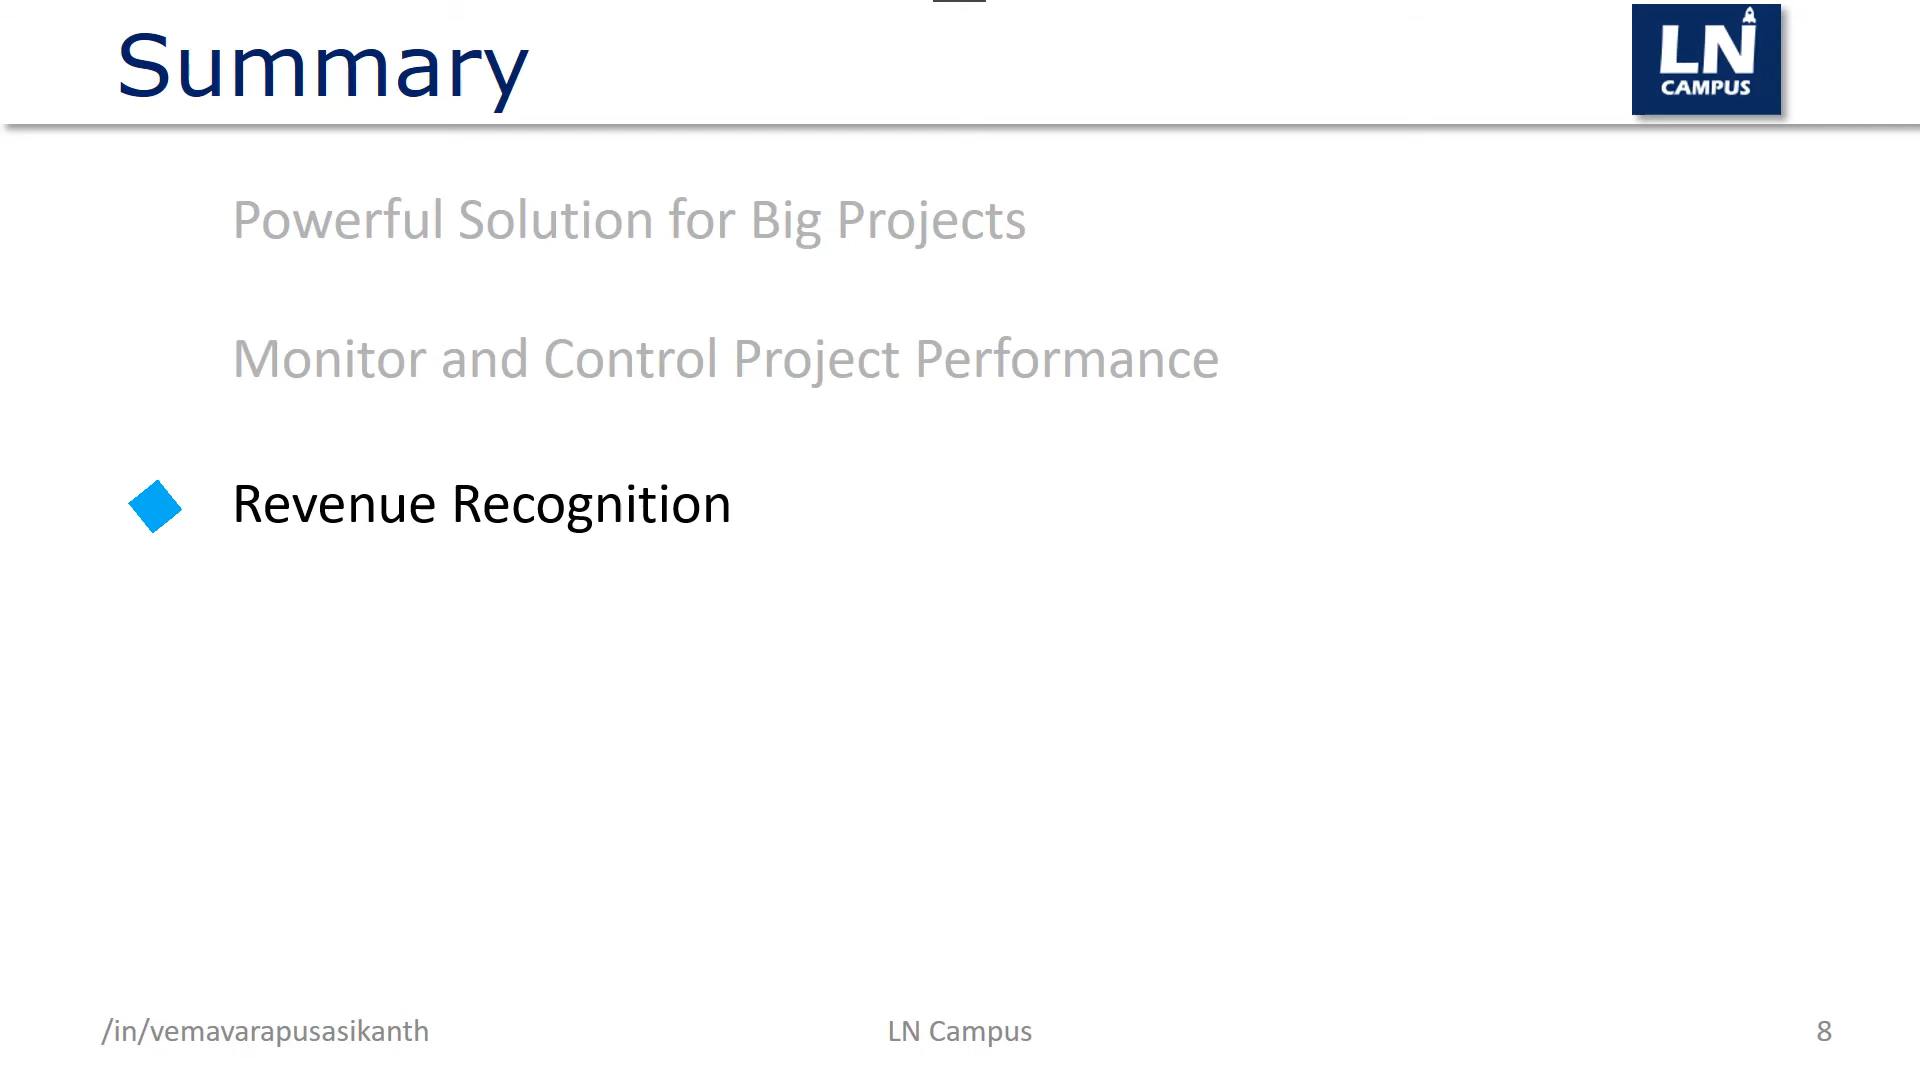 Summary
LN
CAMPUS
Powerful Solution for Big Projects
Monitor and Control Project Performance
Revenue Recognition
/in/vemavarapusasikanth
LN Campus
8